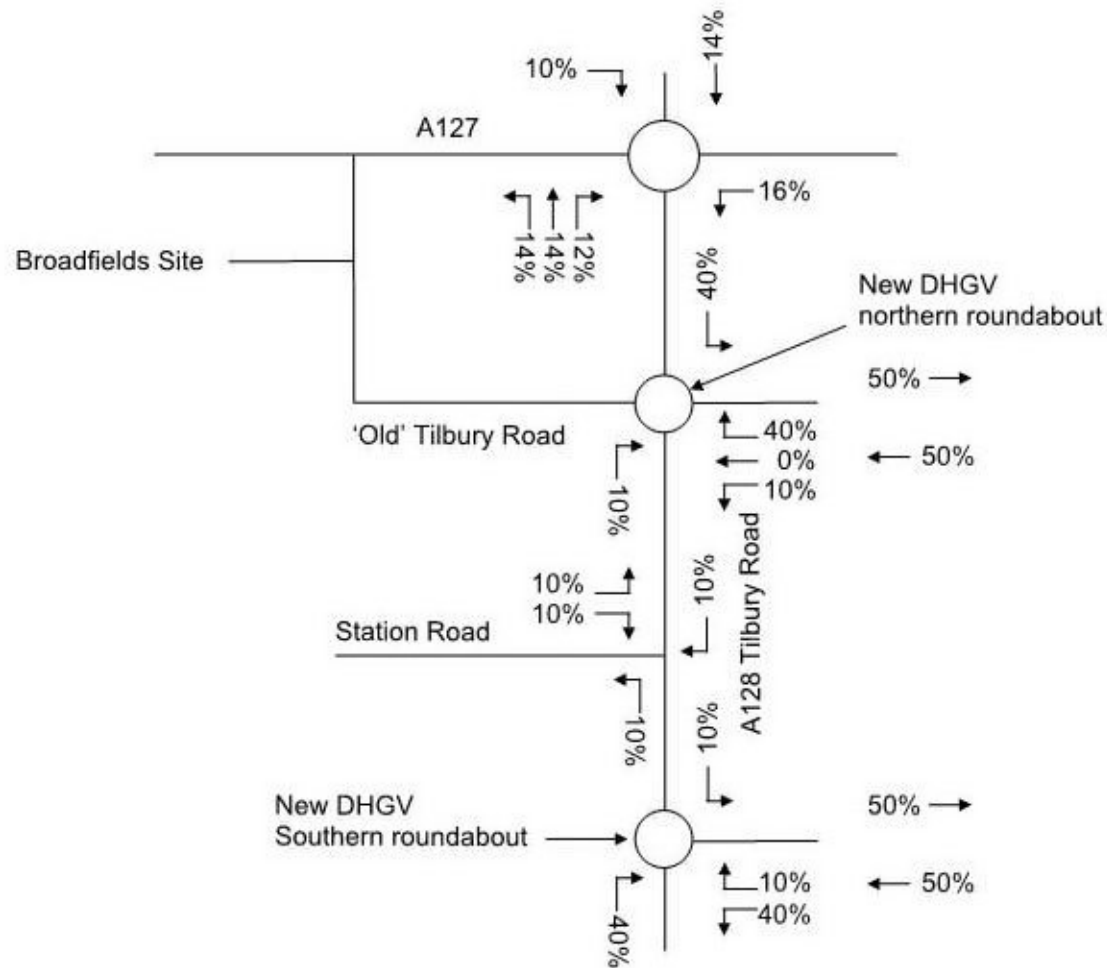 14%
10%
A127
16%
14%
14%
12%
Broadfields Site
40%
New DHGV
northern roundabout
50%
'Old' Tilbury Road
40%
0%
50%
10%
10%
A128 Tilbury Road
10%
10%
10%
Station Road
10%
10%
New DHGV
Southern roundabout
50%
10%
50%
40%
40%